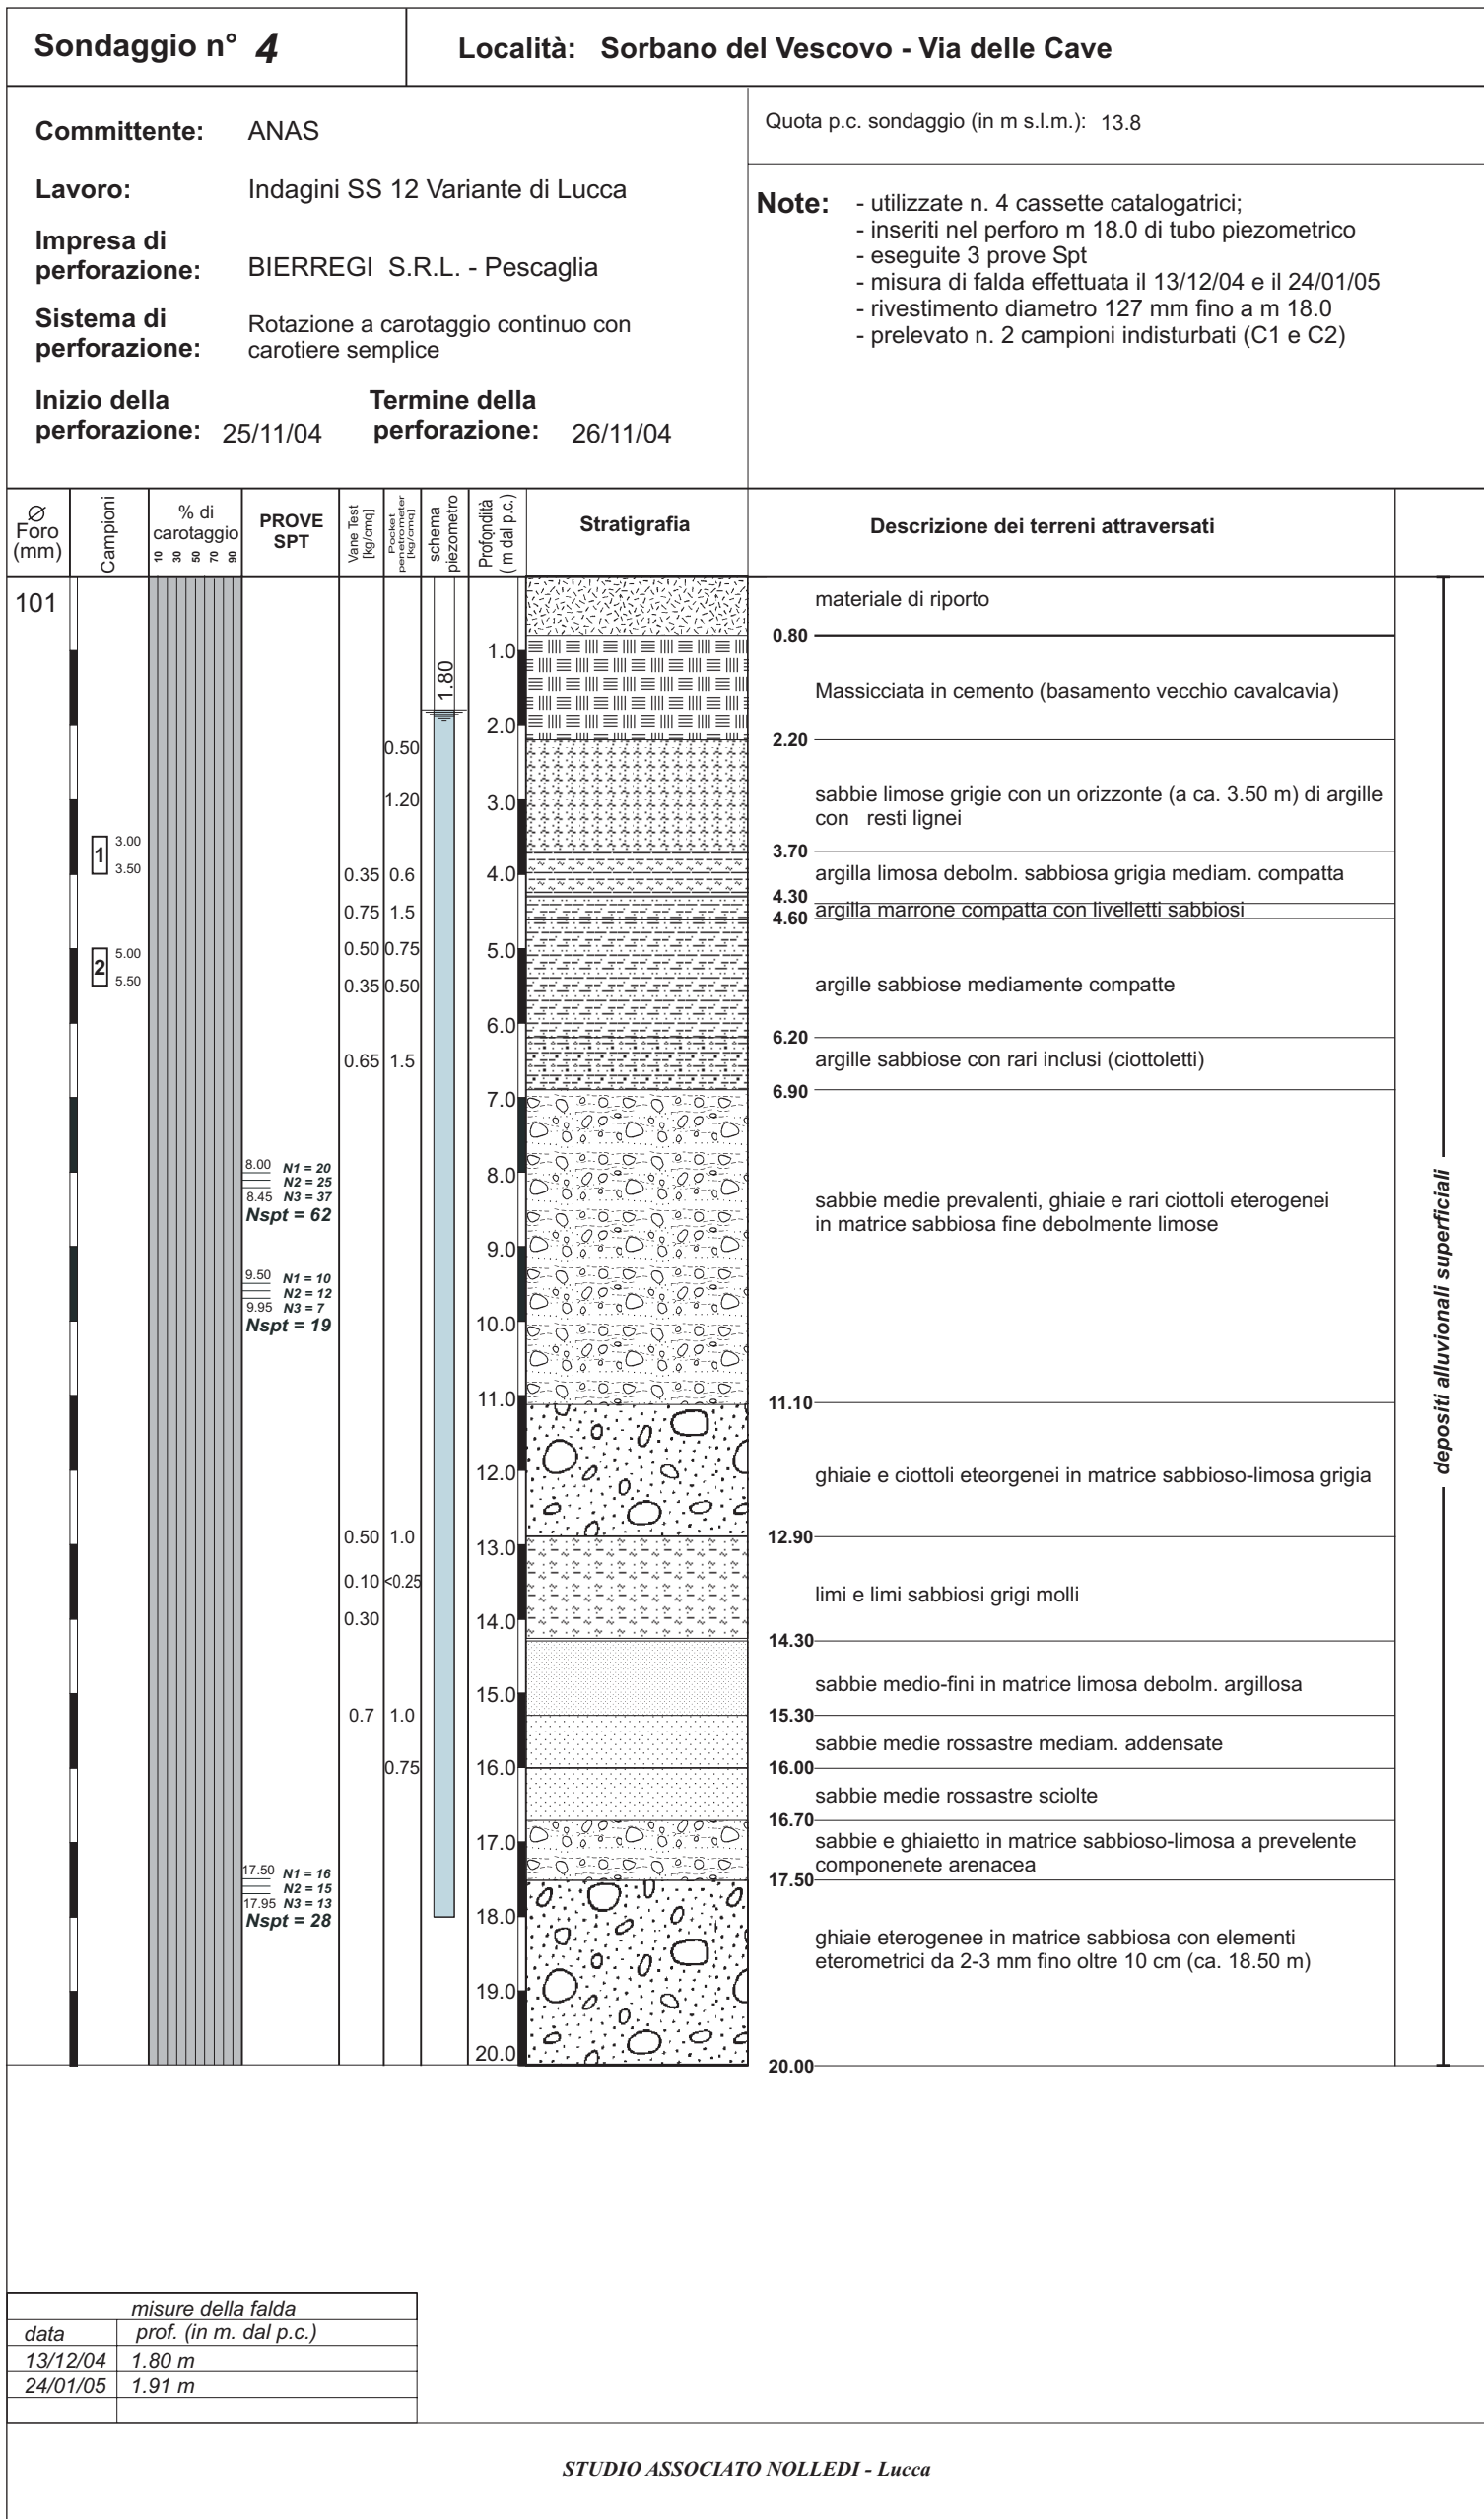 Sondaggio n° 4
Località: Sorbano del Vescovo - Via delle Cave
Committente: ANAS
Lavoro: Indagini SS 12 Variante di Lucca
Impresa di
perforazione: BIERREGI S.R.L. - Pescaglia
Sistema di
perforazione:
Rotazione a carotaggio continuo con
carotiere semplice
Inizio della
perforazione: 25/11/04
Termine della
perforazione: 26/11/04
Quota p.c. sondaggio (in m s.l.m.): 13.8
Note:
- utilizzate n. 4 cassette catalogatrici;
- inseriti nel perforo m 18.0 di tubo piezometrico
- eseguite 3 prove Spt
- misura di falda effettuata il 13/12/04 e il 24/01/05
- rivestimento diametro 127 mm fino a m 18.0
- prelevato n. 2 campioni indisturbati (C1 e C2)
Ø
Foro
(mm)
Campioni
% di
carotaggio
10 30 50 70 90
PROVE
SPT
Vane Test
[kg/cmq]
Pocket
penetrometer
[kg/cmq]
schema
piezometro
Profondità
( m dal p.c.)
Stratigrafia
Descrizione dei terreni attraversati
101
1
3.00
3.50
2
5.00
5.50
8.00 N1 = 20
N2 = 25
8.45 N3 = 37
Nspt = 62
9.50 N1 = 10
N2 = 12
9.95 N3 = 7
Nspt = 19
17.50 N1 = 16
N2 = 15
17.95 N3 = 13
Nspt = 28
0.50
1.20
0.35 0.6
0.75 1.5
0.50 0.75
0.35 0.50
0.65 1.5
0.50 1.0
0.10 <0.25
0.30
0.7 1.0
0.75
1.80
1.0
2.0
3.0
4.0
5.0
6.0
7.0
8.0
9.0
10.0
11.0
12.0
13.0
14.0
15.0
16.0
17.0
18.0
19.0
20.0
materiale di riporto
0.80
Massicciata in cemento (basamento vecchio cavalcavia)
2.20
sabbie limose grigie con un orizzonte (a ca. 3.50 m) di argille
con resti lignei
3.70
argilla limosa debolm. sabbiosa grigia mediam. compatta
4.30
argilla marrone compatta con livelletti sabbiosi
4.60
argille sabbiose mediamente compatte
6.20
argille sabbiose con rari inclusi (ciottoletti)
6.90
sabbie medie prevalenti, ghiaie e rari ciottoli eterogenei
in matrice sabbiosa fine debolmente limose
11.10
ghiaie e ciottoli eteorgenei in matrice sabbioso-limosa grigia
12.90
limi e limi sabbiosi grigi molli
14.30
sabbie medio-fini in matrice limosa debolm. argillosa
15.30
sabbie medie rossastre mediam. addensate
16.00
sabbie medie rossastre sciolte
16.70
sabbie e ghiaietto in matrice sabbioso-limosa a prevelente
componenete arenacea
17.50
ghiaie eterogenee in matrice sabbiosa con elementi
eterometrici da 2-3 mm fino oltre 10 cm (ca. 18.50 m)
20.00
depositi alluvionali superficiali
misure della falda
data prof. (in m. dal p.c.)
13/12/04 1.80 m
24/01/05 1.91 m
STUDIO ASSOCIATO NOLLEDI - Lucca